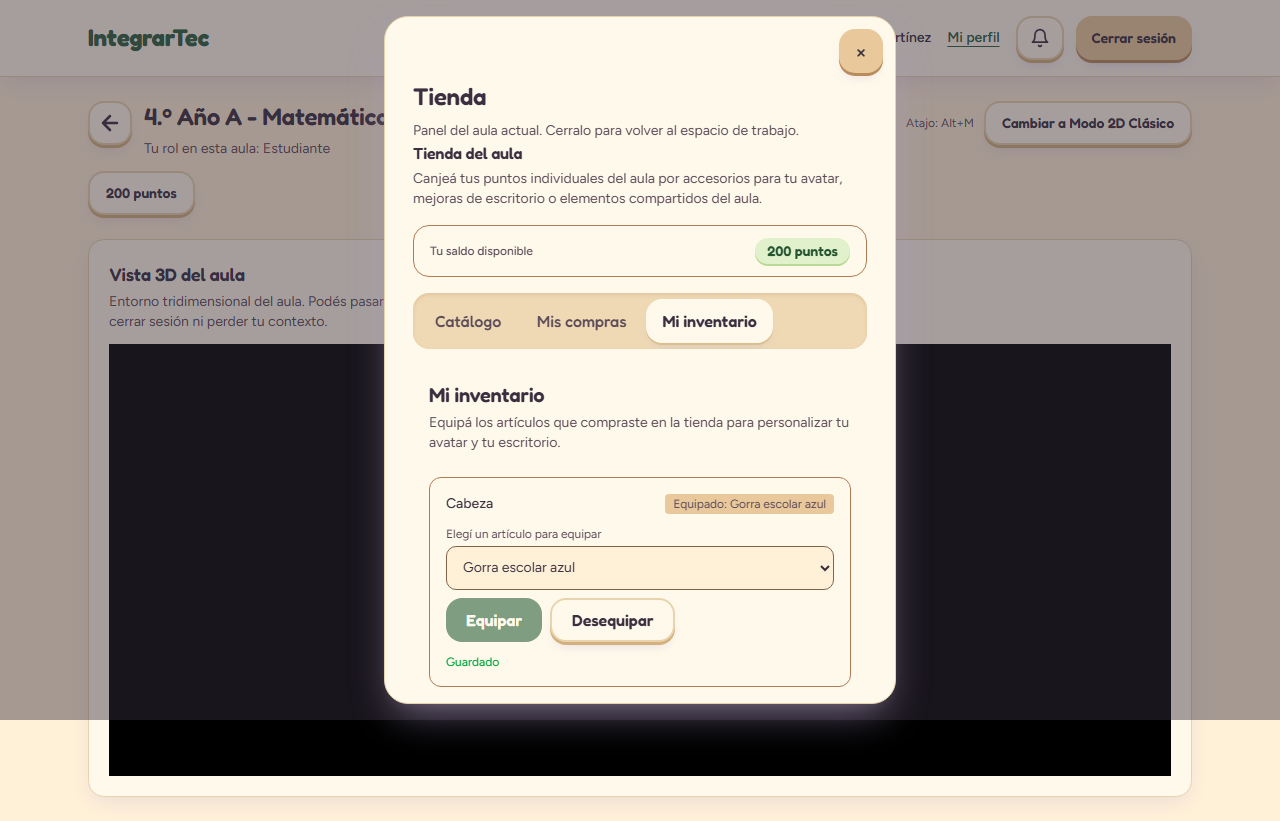 IntegrarTec
Mi perfil
Cerrar sesión
4.º Año A - Matemátic
Tu rol en esta aula: Estudiante
Atajo: Alt+M
Cambiar a Modo 2D Clásico
200 puntos
Vista 3D del aula
Entorno tridimensional del aula. Podés pasar
cerrar sesión ni perder tu contexto.
×
Tienda
Panel del aula actual. Cerralo para volver al espacio de trabajo.
Tienda del aula
Canjeá tus puntos individuales del aula por accesorios para tu avatar,
mejoras de escritorio o elementos compartidos del aula.
Tu saldo disponible
200 puntos
Catálogo
Mis compras
Mi inventario
Mi inventario
Equipá los artículos que compraste en la tienda para personalizar tu
avatar y tu escritorio.
Cabeza
Equipado: Gorra escolar azul
Elegí un artículo para equipar
Gorra escolar azul
Equipar
Desequipar
Guardado